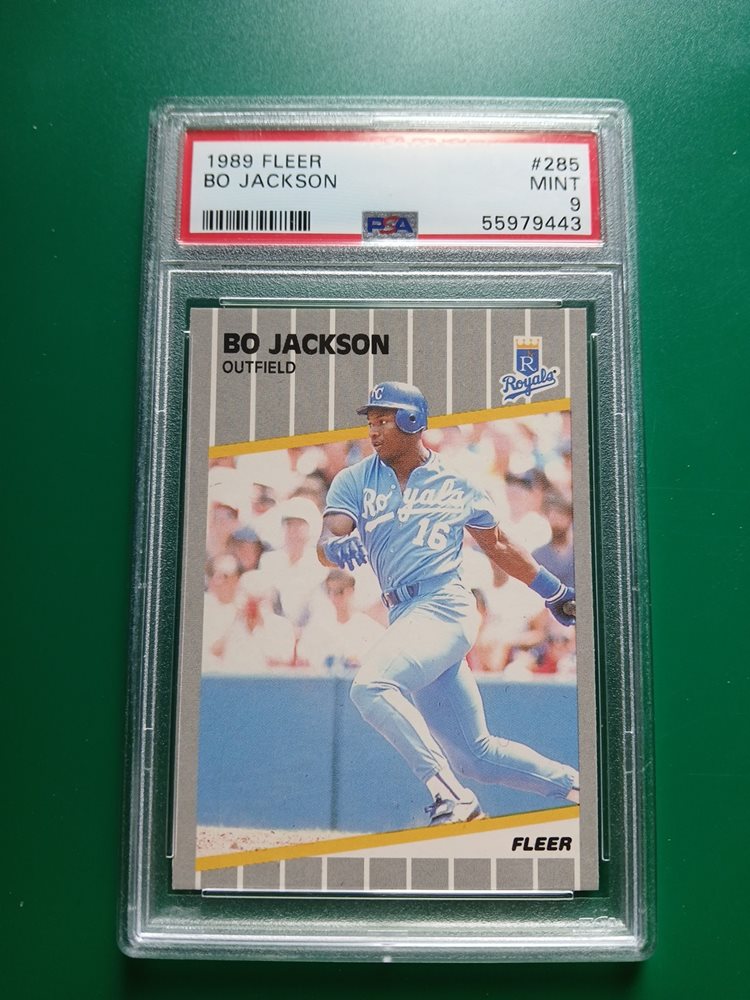 1989 FLEER #285
BO JACKSON MINT
9
PSA 55979443
BO JACKSON
OUTFIELD
R
Royals
KC
Royals
16
FLEER